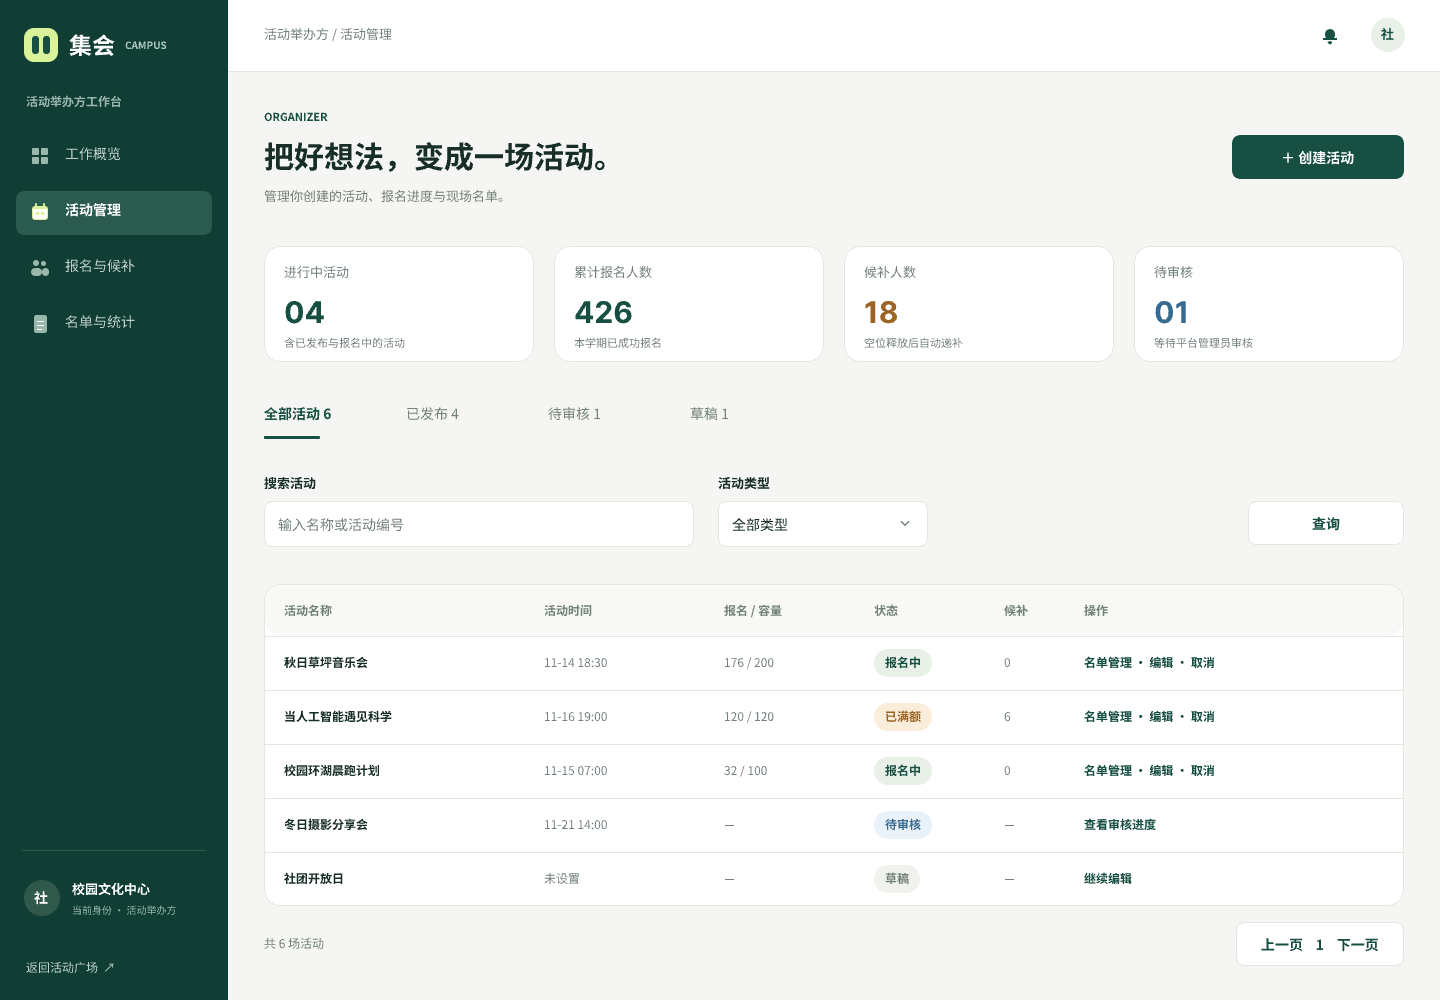 集会 CAMPUS
活动举办方工作台
工作概览
活动管理
报名与候补
名单与统计
社
校园文化中心
当前身份 · 活动举办方
返回活动广场 ↗
活动举办方 / 活动管理
社
ORGANIZER
把好想法，变成一场活动。
管理你创建的活动、报名进度与现场名单。
+ 创建活动
进行中活动
04
含已发布与报名中的活动
累计报名人数
426
本学期已成功报名
候补人数
18
空位释放后自动递补
待审核
01
等待平台管理员审核
全部活动 6 已发布 4 待审核 1 草稿 1
搜索活动 活动类型
输入名称或活动编号 全部类型 查询
活动名称 活动时间 报名 / 容量 状态 候补 操作
秋日草坪音乐会 11-14 18:30 176 / 200 报名中 0 名单管理 · 编辑 · 取消
当人工智能遇见科学 11-16 19:00 120 / 120 已满额 6 名单管理 · 编辑 · 取消
校园环湖晨跑计划 11-15 07:00 32 / 100 报名中 0 名单管理 · 编辑 · 取消
冬日摄影分享会 11-21 14:00 — 待审核 — 查看审核进度
社团开放日 未设置 — 草稿 — 继续编辑
共 6 场活动 上一页 1 下一页